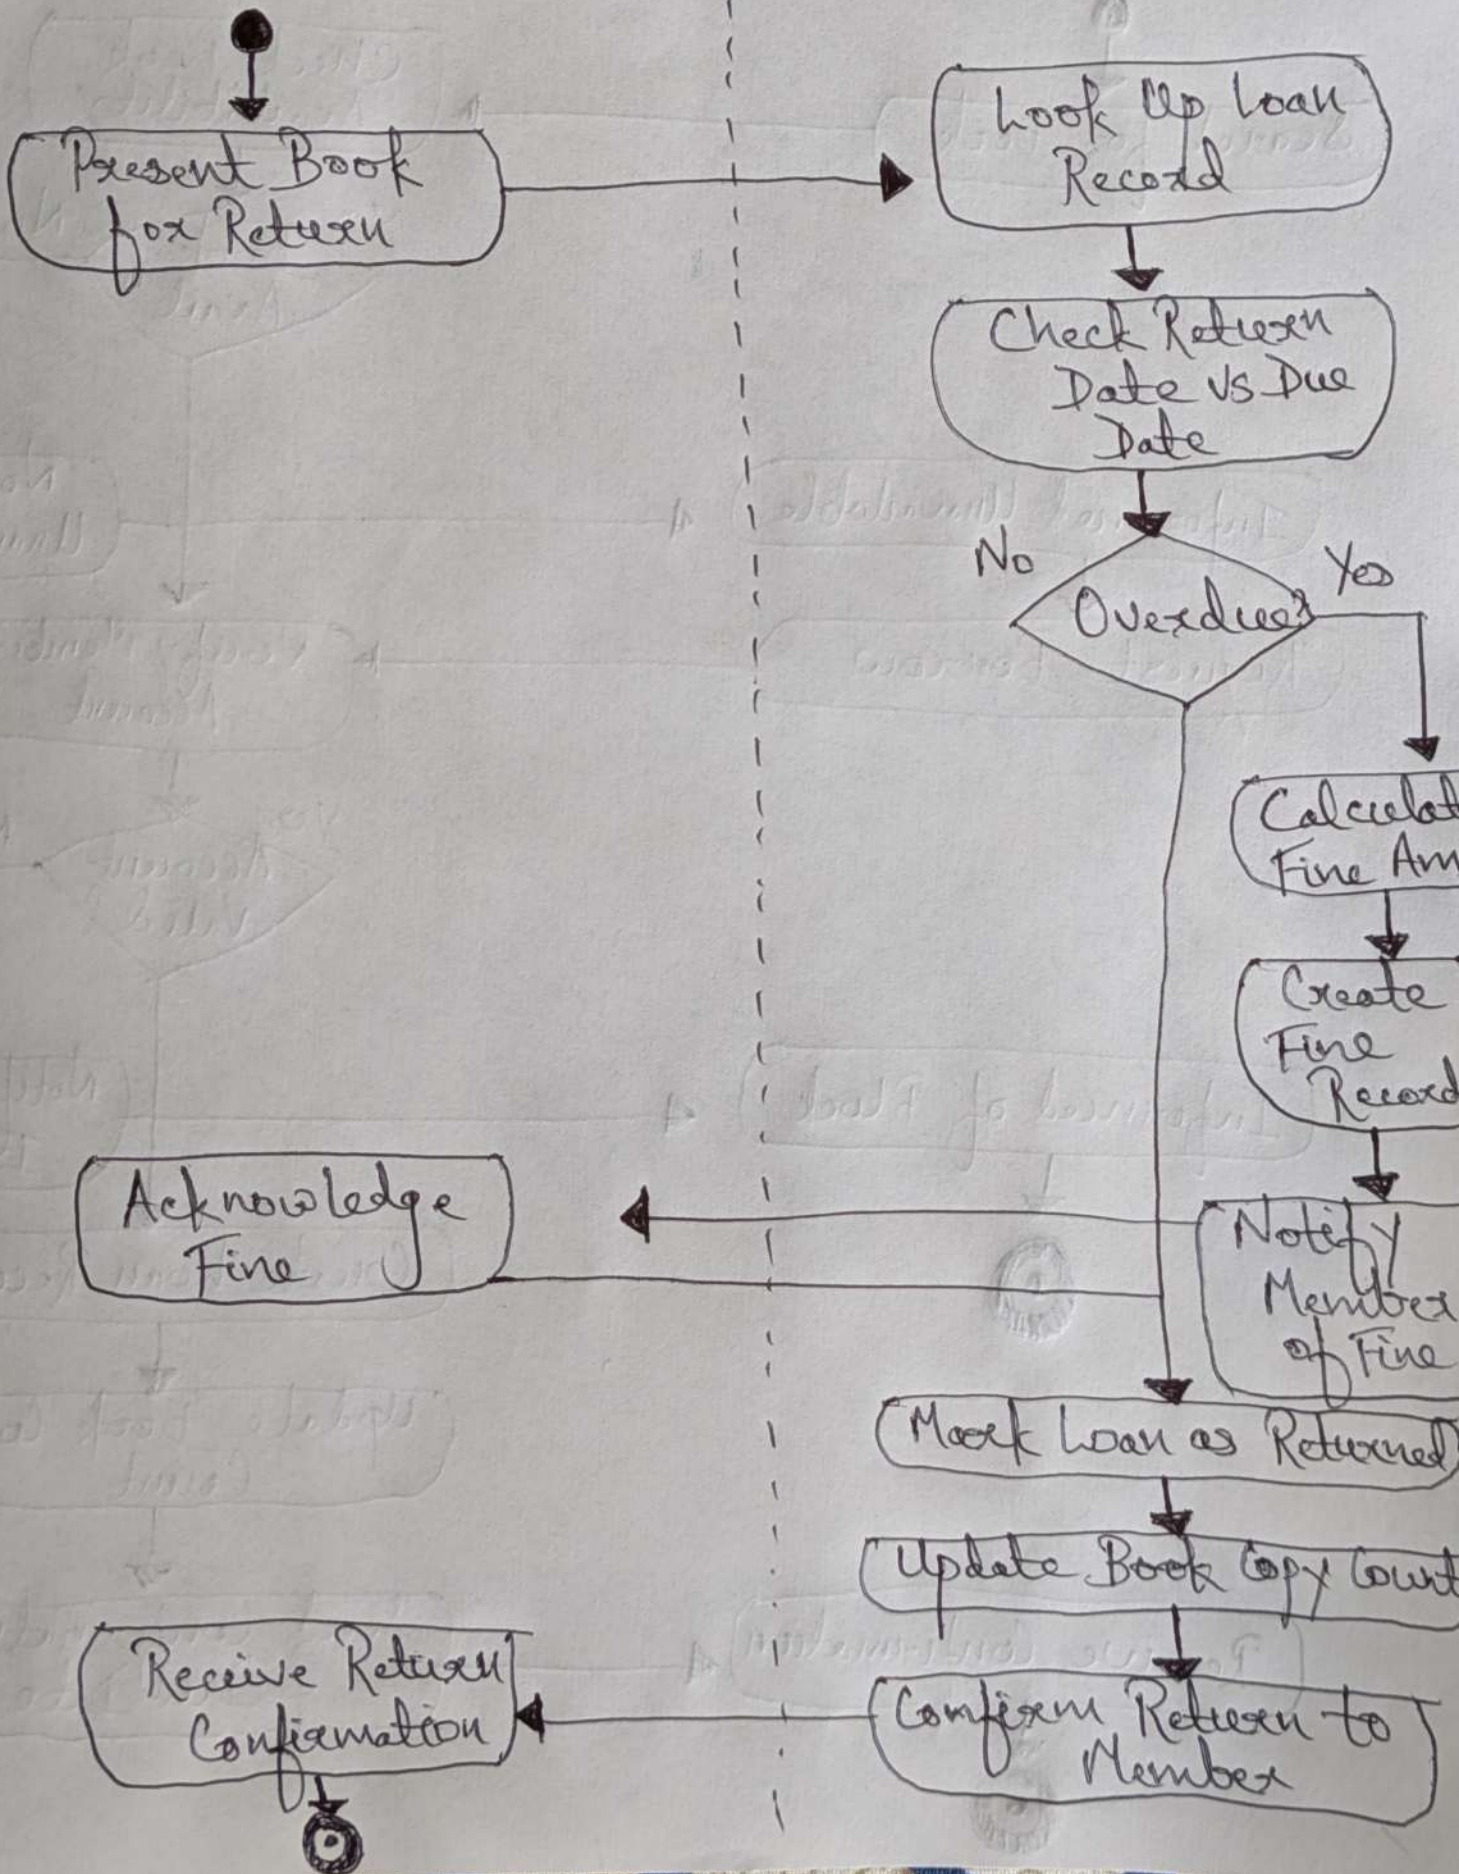 Present Book
for Return
Look Up Loan
Record
Check Return
Date vs Due
Date
No
Yes
Overdue?
Calculat
Fine Am
Create
Fine
Record
Acknowledge
Fine
Notify
Member
of Fine
Mark Loan as Returned
Update Book Copy Count
Receive Return
Confirmation
Confirm Return to
Member